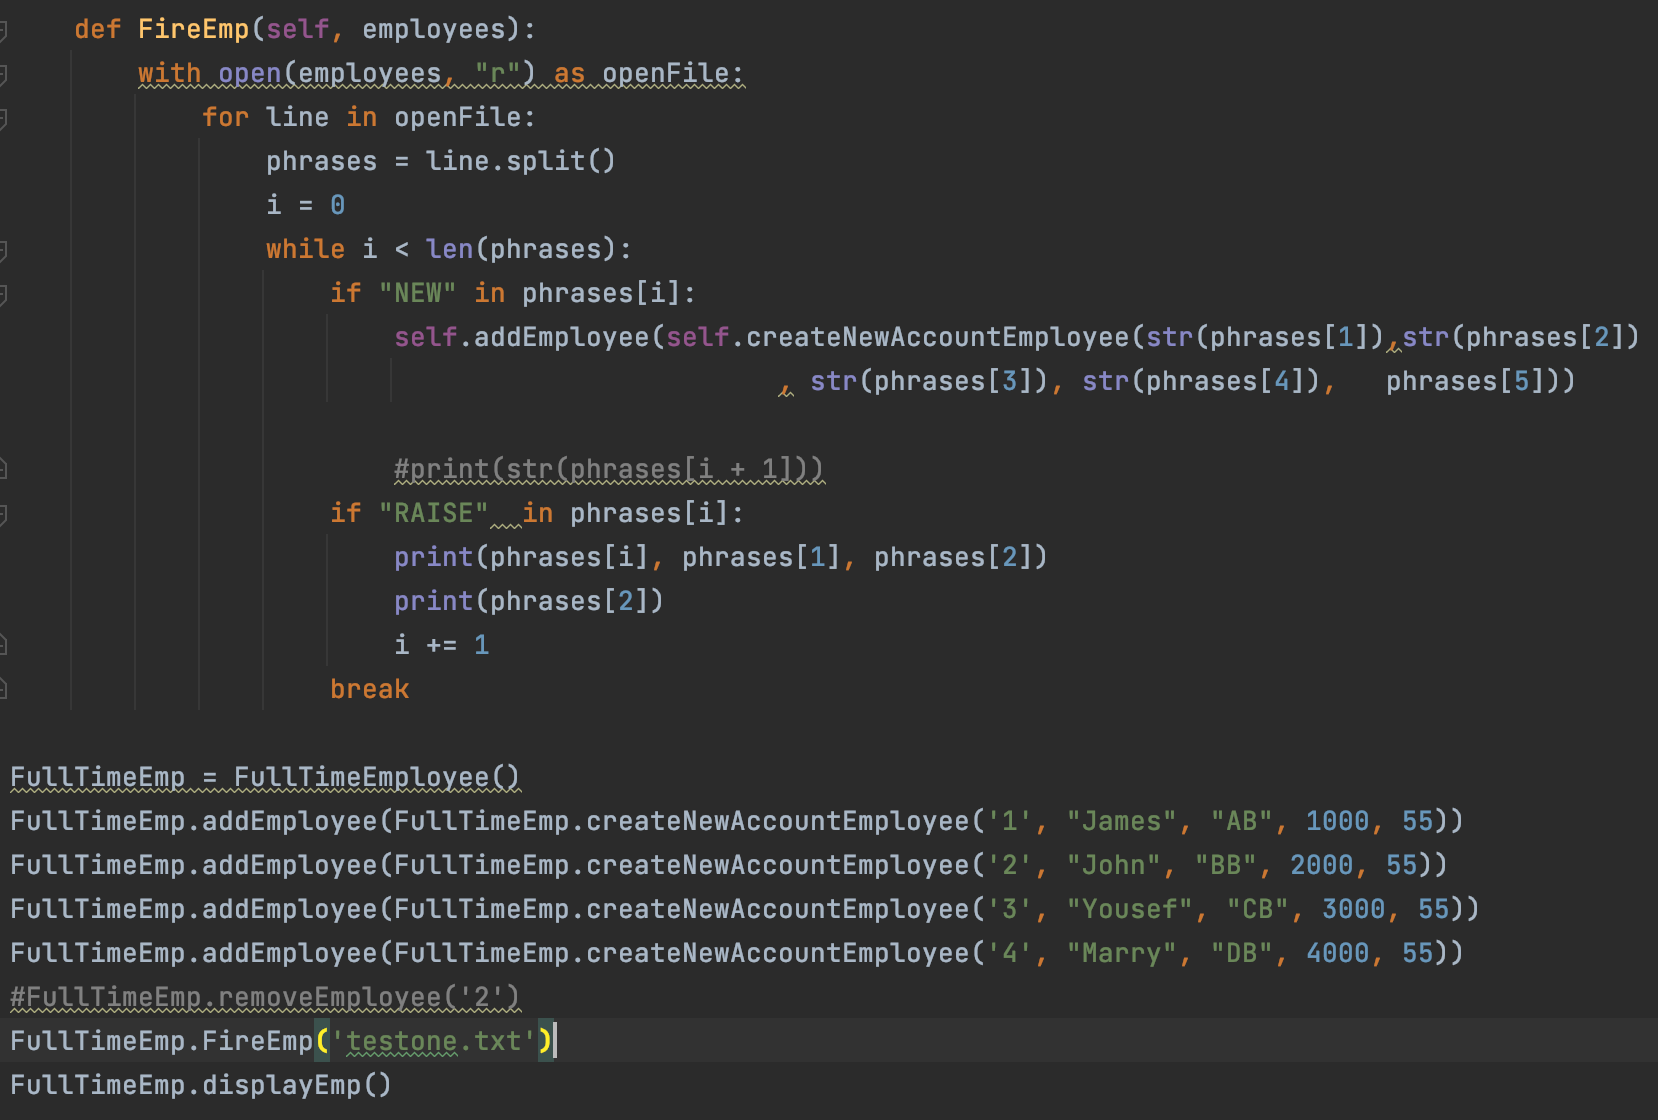 def FireEmp(self, employees):
with open(employees, "r") as openFile:
for line in openFile:
phrases = line.split()
i = 0
while i < len(phrases):
if "NEW" in phrases[i]:
self.addEmployee(self.createNewAccountEmployee(str(phrases[1]),str(phrases[2])
, str(phrases[3]), str(phrases[4]),   phrases[5]))
#print(str(phrases[i + 1]))
if "RAISE"  in phrases[i]:
print(phrases[i], phrases[1], phrases[2])
print(phrases[2])
i += 1
break
FullTimeEmp = FullTimeEmployee()
FullTimeEmp.addEmployee(FullTimeEmp.createNewAccountEmployee('1', "James", "AB", 1000, 55))
FullTimeEmp.addEmployee(FullTimeEmp.createNewAccountEmployee('2', "John", "BB", 2000, 55))
FullTimeEmp.addEmployee(FullTimeEmp.createNewAccountEmployee('3', "Yousef", "CB", 3000, 55))
FullTimeEmp.addEmployee(FullTimeEmp.createNewAccountEmployee('4', "Marry", "DB", 4000, 55))
#FullTimeEmp.removeEmployee('2')
FullTimeEmp.FireEmp('testone.txt')
FullTimeEmp.displayEmp()